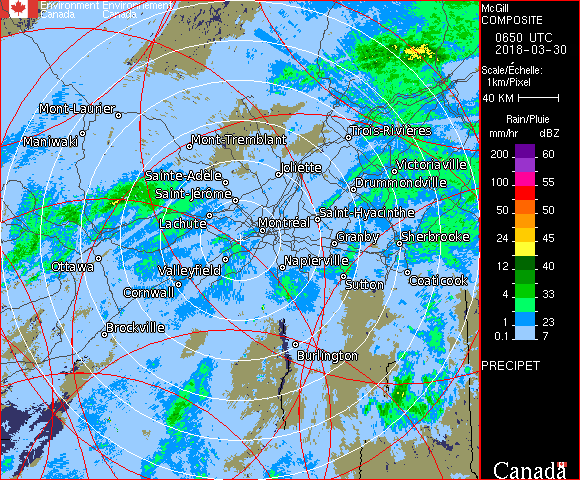 Environment Environnement
Canada Canada
McGill
COMPOSITE
0650 UTC
2018-03-30
Scale/Échelle:
1km/Pixel
40 KM
Rain/Pluie
mm/hr dBZ
200 60
100 55
50 50
24 45
12 40
4 33
1 23
0.1 7
PRECIPET
Canada
Mont-Laurier
Maniwaki
Mont-Tremblant
Trois-Rivières
Joliette
Victoriaville
Sainte-Adèle
Drummondville
Saint-Jérôme
Saint-Hyacinthe
Lachute
Montréal
Granby
Sherbrooke
Ottawa
Valleyfield
Napierville
Cornwall
Sutton
Coaticook
Brockville
Burlington